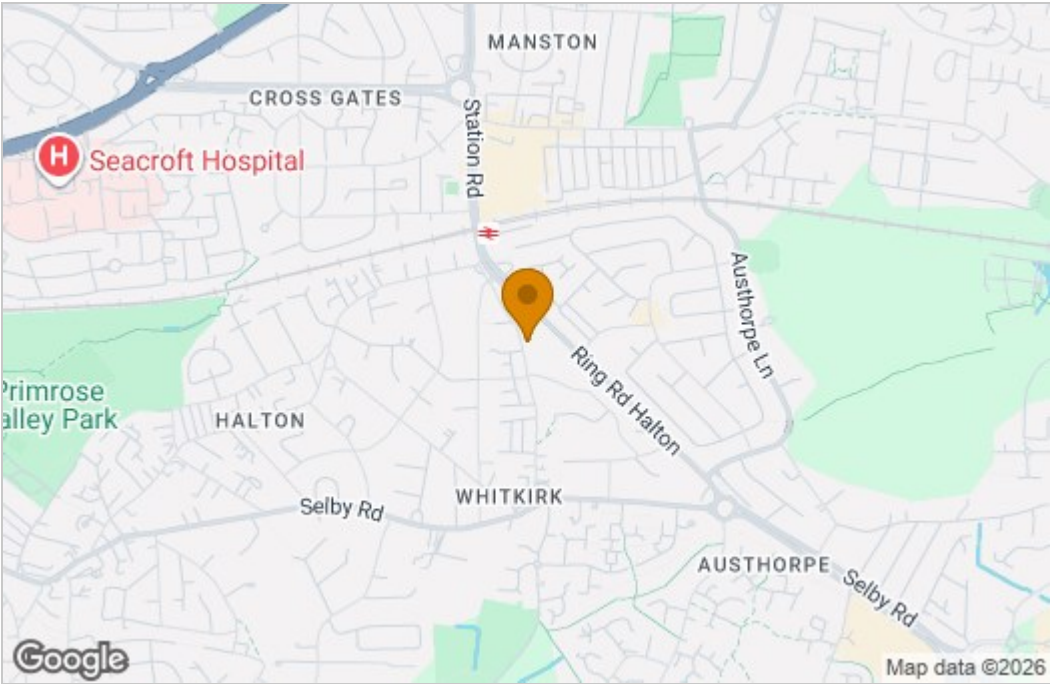 MANSTON
CROSS GATES
Station Rd
H
Seacroft Hospital
Austhorpe Ln
Ring Rd Halton
Primrose
alley Park
HALTON
WHITKIRK
Selby Rd
AUSTHORPE
Selby Rd
Google
Map data ©2026